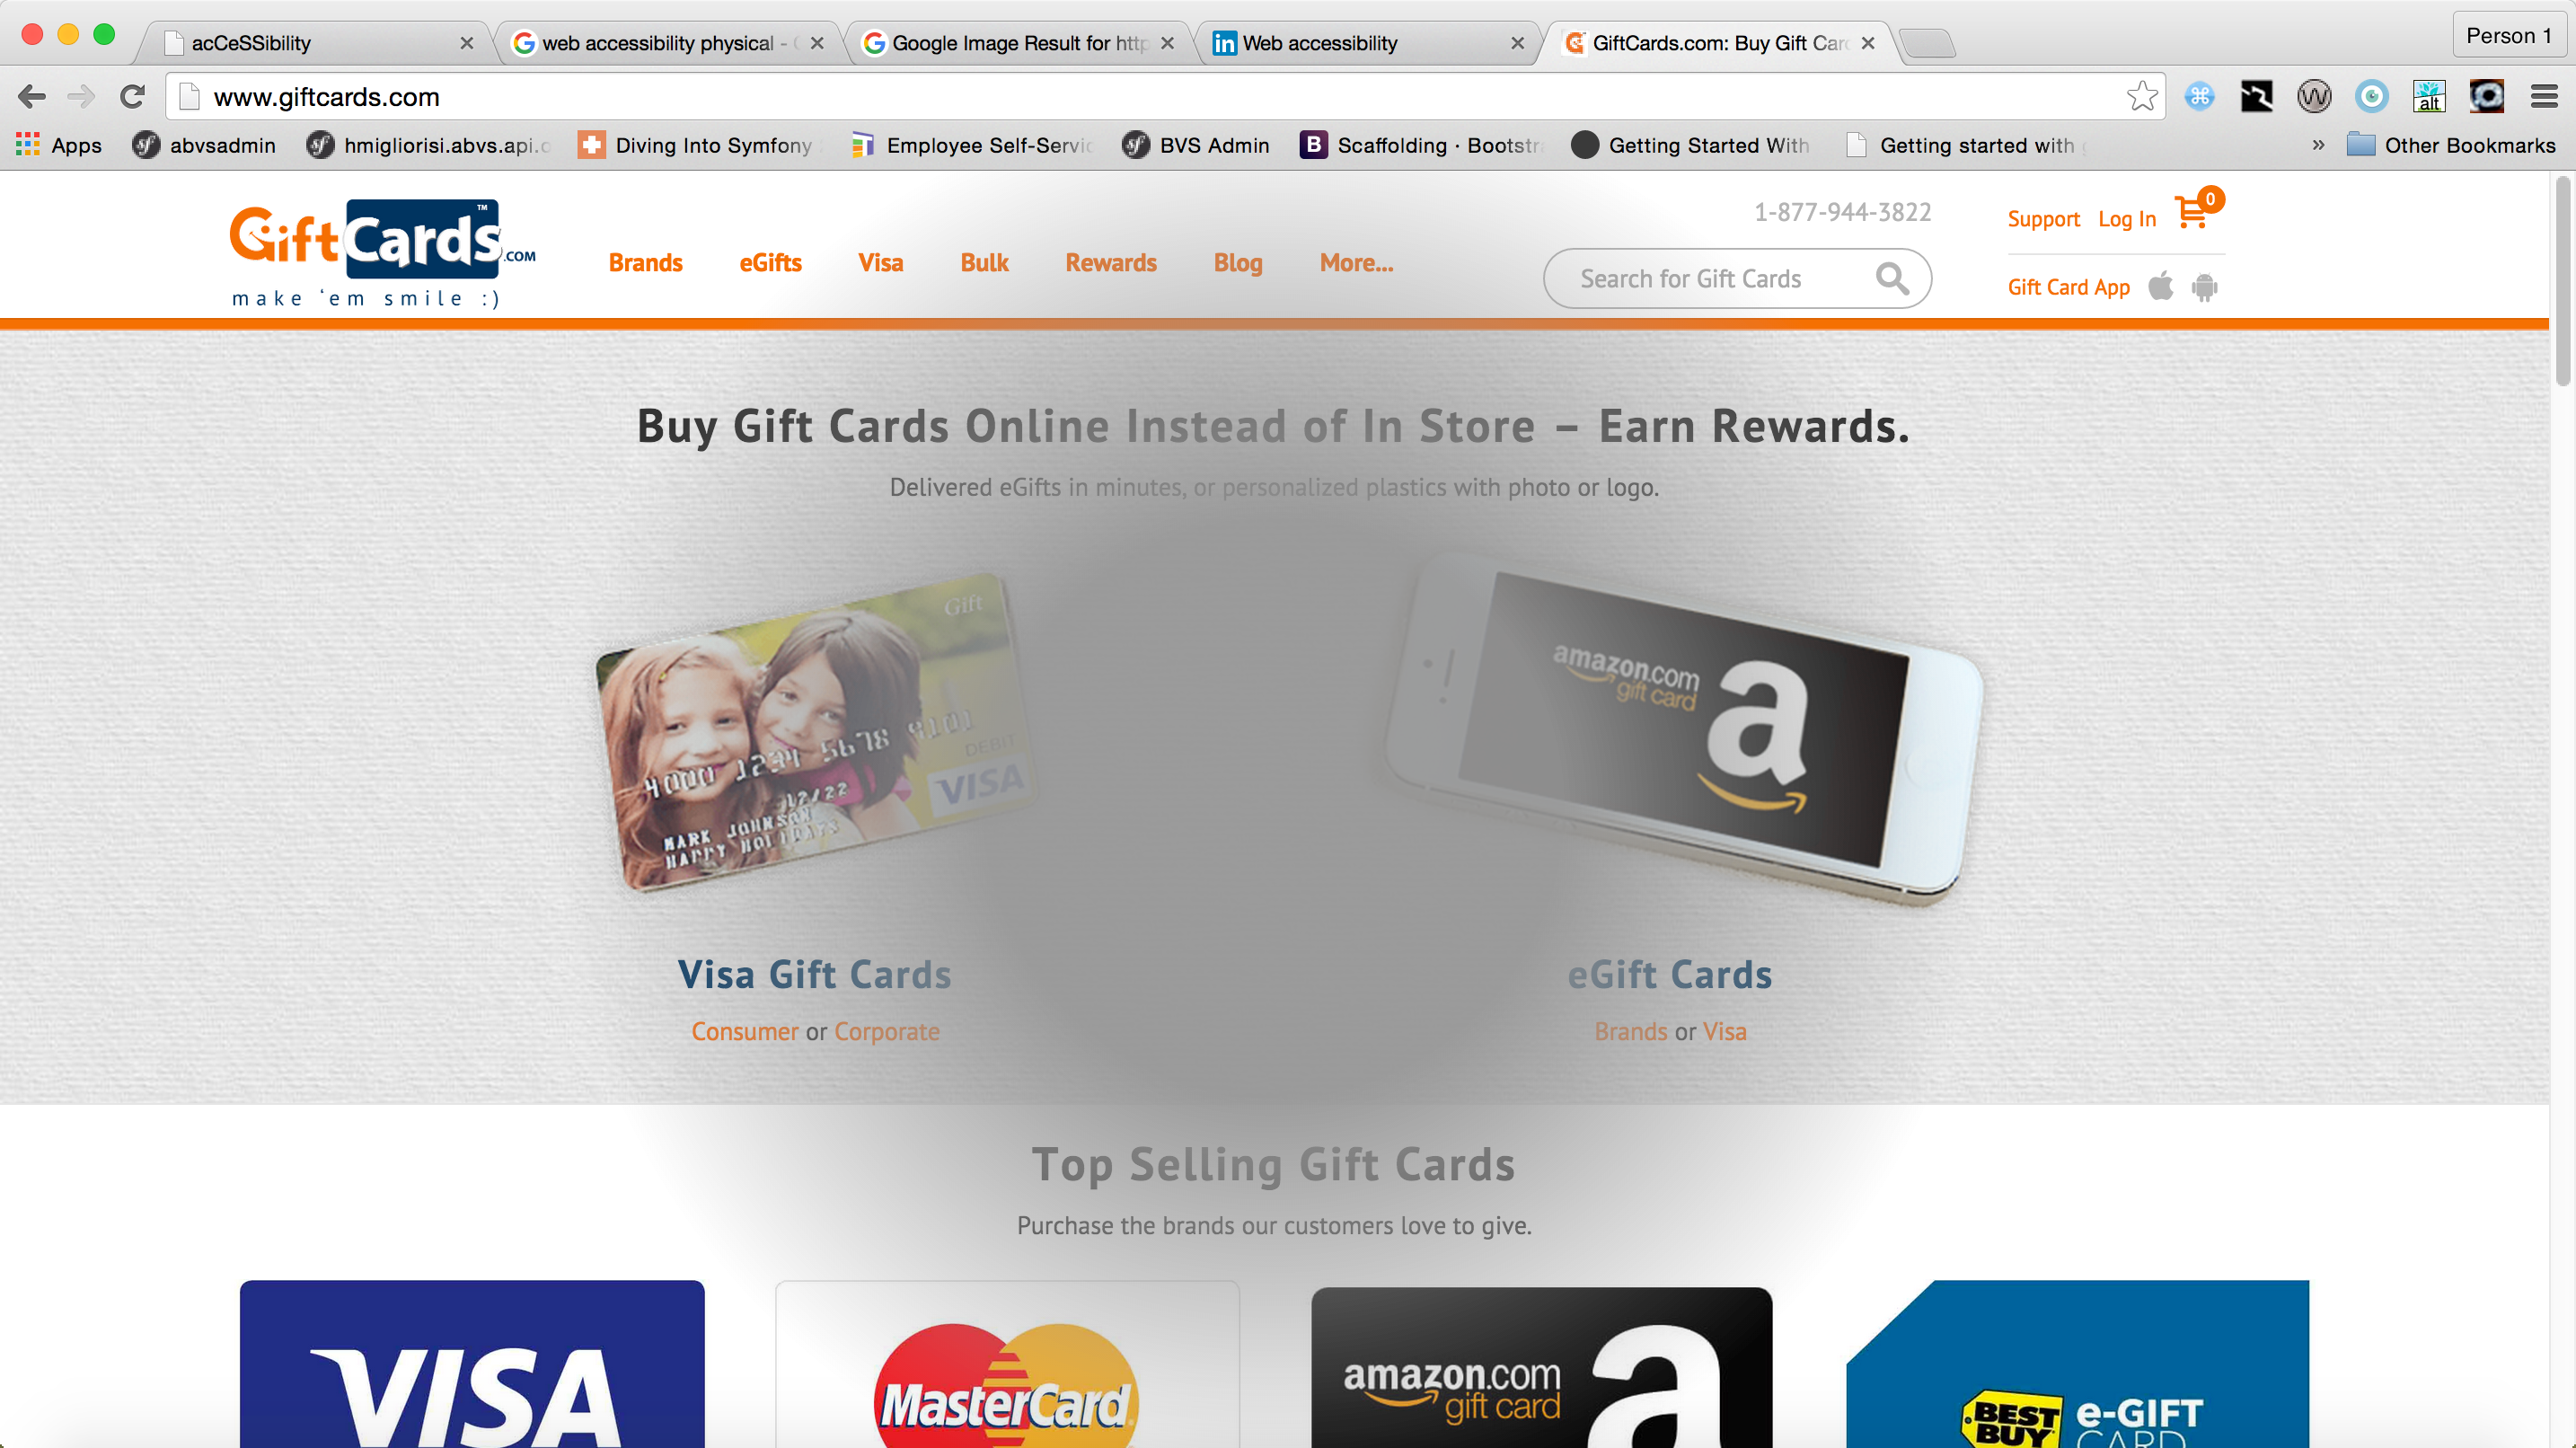 acCeSSibility
web accessibility physical -
Google Image Result for http
Web accessibility
GiftCards.com: Buy Gift Car
Person 1
www.giftcards.com
alt
Apps
abvsadmin
hmigliorisi.abvs.api.c
Diving Into Symfony
Employee Self-Servic
BVS Admin
B Scaffolding · Bootstr
Getting Started With
Getting started with
» Other Bookmarks
GiftCards.COM™
make 'em smile :)
Brands eGifts Visa Bulk Rewards Blog More...
1-877-944-3822
Search for Gift Cards
Support Log In 0
Gift Card App
Buy Gift Cards Online Instead of In Store – Earn Rewards.
Delivered eGifts in minutes, or personalized plastics with photo or logo.
Gift
4000 1234 5678 9101
DEBIT
12/22
VISA
MARK JOHNSON
HAPPY HOLIDAYS
amazon.com
gift card
a
Visa Gift Cards
Consumer or Corporate
eGift Cards
Brands or Visa
Top Selling Gift Cards
Purchase the brands our customers love to give.
VISA
MasterCard
amazon.com
gift card
a
BEST
BUY
e-GIFT
CARD